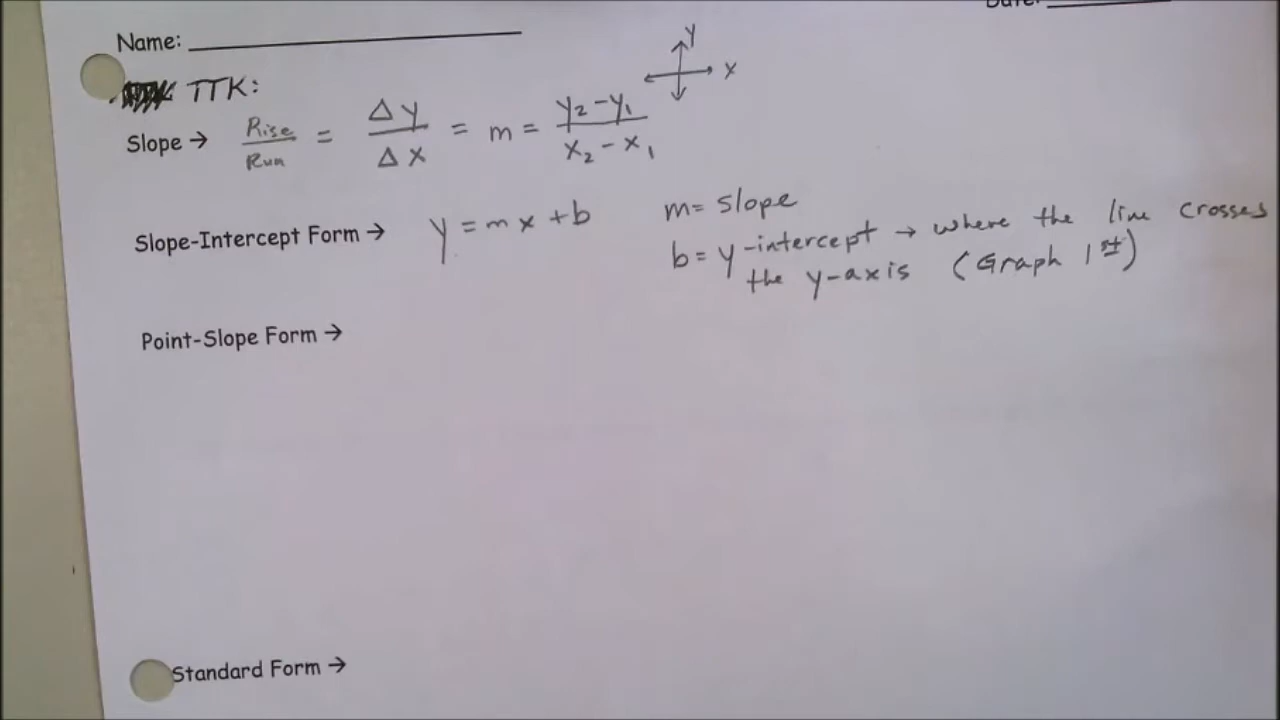 Date:
Name:
TTK:
Y
X
Slope → Rise/Run = Δy/Δx = m = y₂-y₁/x₂-x₁
Slope-Intercept Form → y = mx + b
m = slope
b = y-intercept → where the line crosses
the y-axis (Graph 1st)
Point-Slope Form →
Standard Form →